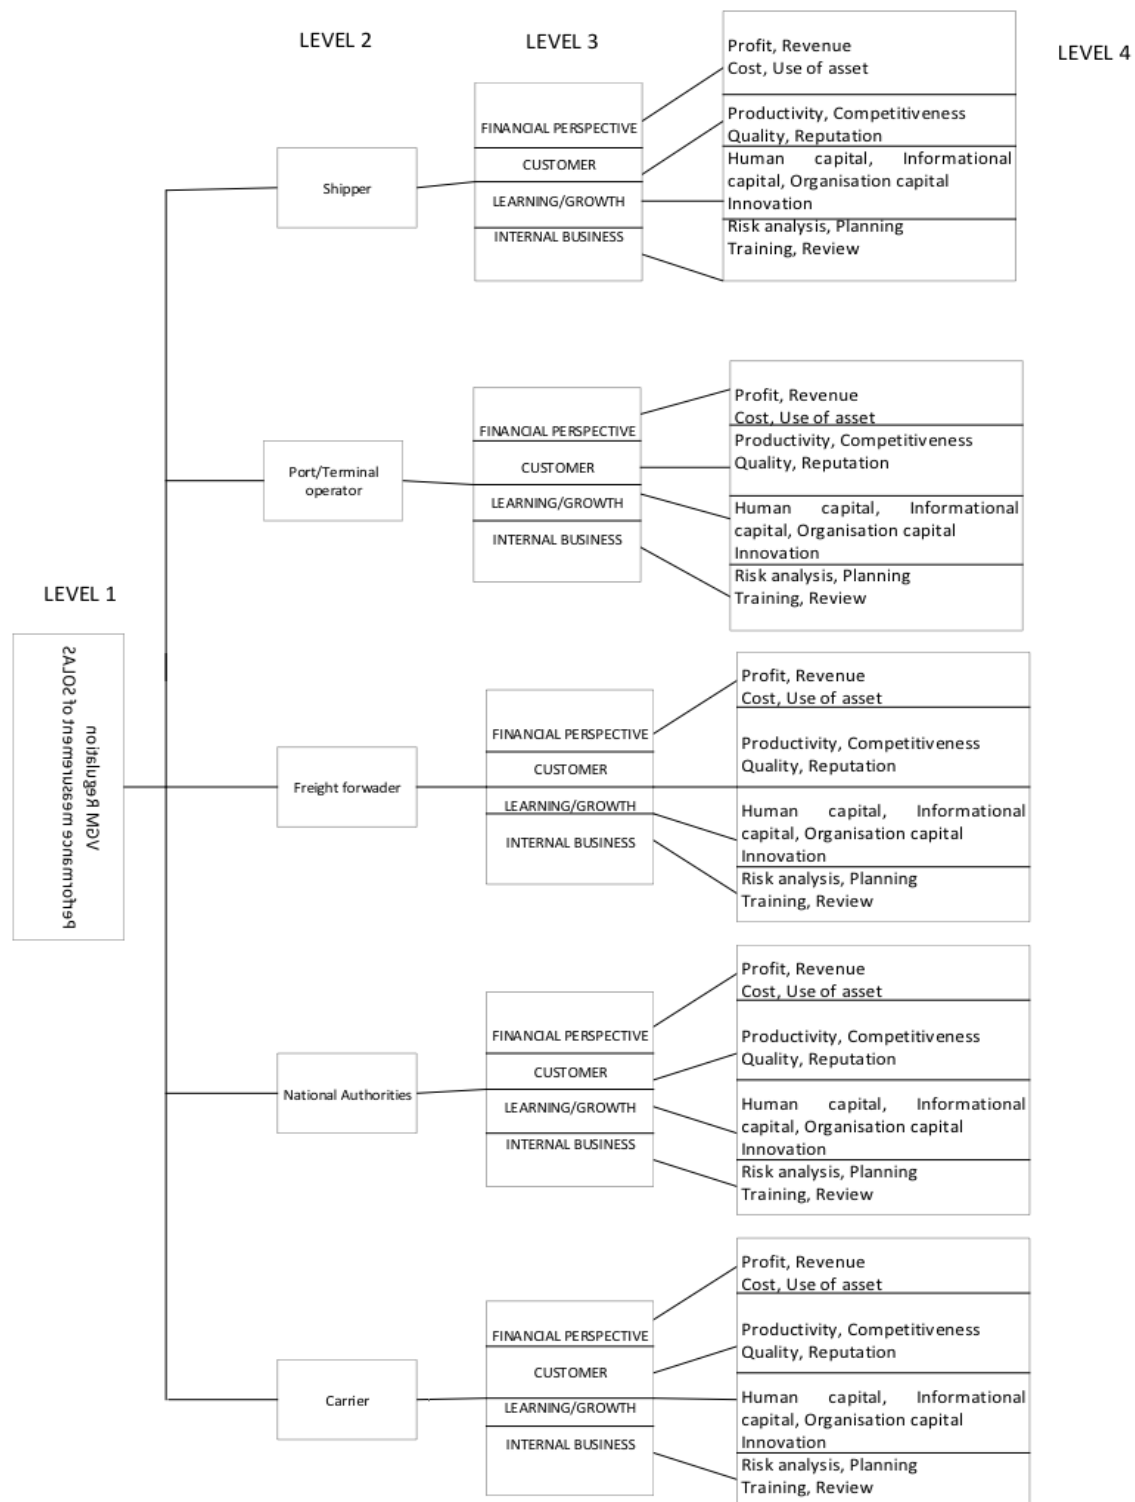 LEVEL 2
LEVEL 3
LEVEL 4
Profit, Revenue
Cost, Use of asset
Productivity, Competitiveness
Quality, Reputation
Human capital, Informational
capital, Organisation capital
Innovation
Risk analysis, Planning
Training, Review
FINANCIAL PERSPECTIVE
CUSTOMER
LEARNING/GROWTH
INTERNAL BUSINESS
Shipper
Profit, Revenue
Cost, Use of asset
Productivity, Competitiveness
Quality, Reputation
Human capital, Informational
capital, Organisation capital
Innovation
Risk analysis, Planning
Training, Review
FINANCIAL PERSPECTIVE
CUSTOMER
LEARNING/GROWTH
INTERNAL BUSINESS
Port/Terminal
operator
LEVEL 1
Performance measurement of SOLAS
VGM Regulation
Profit, Revenue
Cost, Use of asset
Productivity, Competitiveness
Quality, Reputation
Human capital, Informational
capital, Organisation capital
Innovation
Risk analysis, Planning
Training, Review
FINANCIAL PERSPECTIVE
CUSTOMER
LEARNING/GROWTH
INTERNAL BUSINESS
Freight forwader
Profit, Revenue
Cost, Use of asset
Productivity, Competitiveness
Quality, Reputation
Human capital, Informational
capital, Organisation capital
Innovation
Risk analysis, Planning
Training, Review
FINANCIAL PERSPECTIVE
CUSTOMER
LEARNING/GROWTH
INTERNAL BUSINESS
National Authorities
Profit, Revenue
Cost, Use of asset
Productivity, Competitiveness
Quality, Reputation
Human capital, Informational
capital, Organisation capital
Innovation
Risk analysis, Planning
Training, Review
FINANCIAL PERSPECTIVE
CUSTOMER
LEARNING/GROWTH
INTERNAL BUSINESS
Carrier